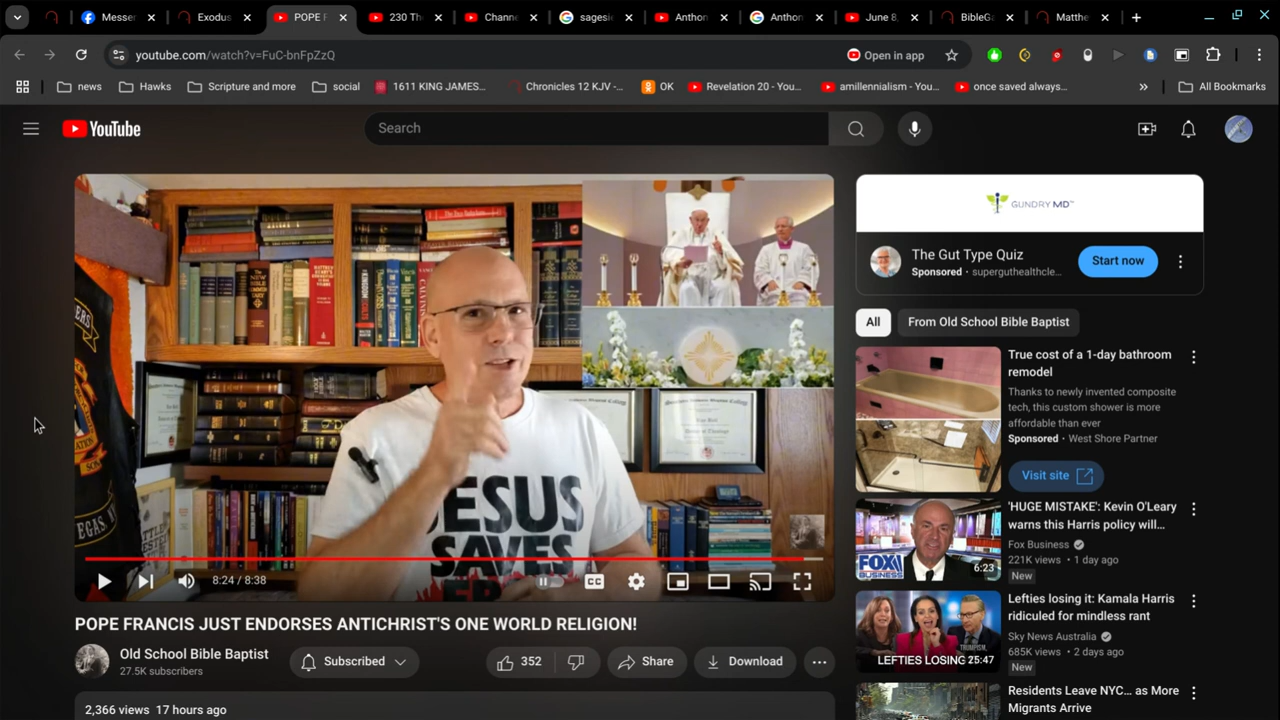 Messer
Exodus
POPE F
230 Th
Channe
sagesi
Anthon
Anthon
June 8,
BibleG
Matthe
youtube.com/watch?v=FuC-bnFpZzQ
Open in app
news
Hawks
Scripture and more
social
1611 KING JAMES...
Chronicles 12 KJV -...
OK
Revelation 20 - You...
amillennialism - You...
once saved always...
»
All Bookmarks
YouTube
Search
JESUS
SAVES
EGAS, N
8:24 / 8:38
CC
POPE FRANCIS JUST ENDORSES ANTICHRIST'S ONE WORLD RELIGION!
Old School Bible Baptist
27.5K subscribers
Subscribed
352
Share
Download
2,366 views 17 hours ago
GUNDRY MD™
The Gut Type Quiz
Sponsored • superguthealthcle...
Start now
All
From Old School Bible Baptist
True cost of a 1-day bathroom
remodel
Thanks to newly invented composite
tech, this custom shower is more
affordable than ever
Sponsored • West Shore Partner
Visit site
'HUGE MISTAKE': Kevin O'Leary
warns this Harris policy will...
Fox Business
221K views • 1 day ago
New
FOX
BUSINESS
6:23
Lefties losing it: Kamala Harris
ridiculed for mindless rant
Sky News Australia
685K views • 2 days ago
New
LEFTIES LOSING
25:47
Residents Leave NYC... as More
Migrants Arrive